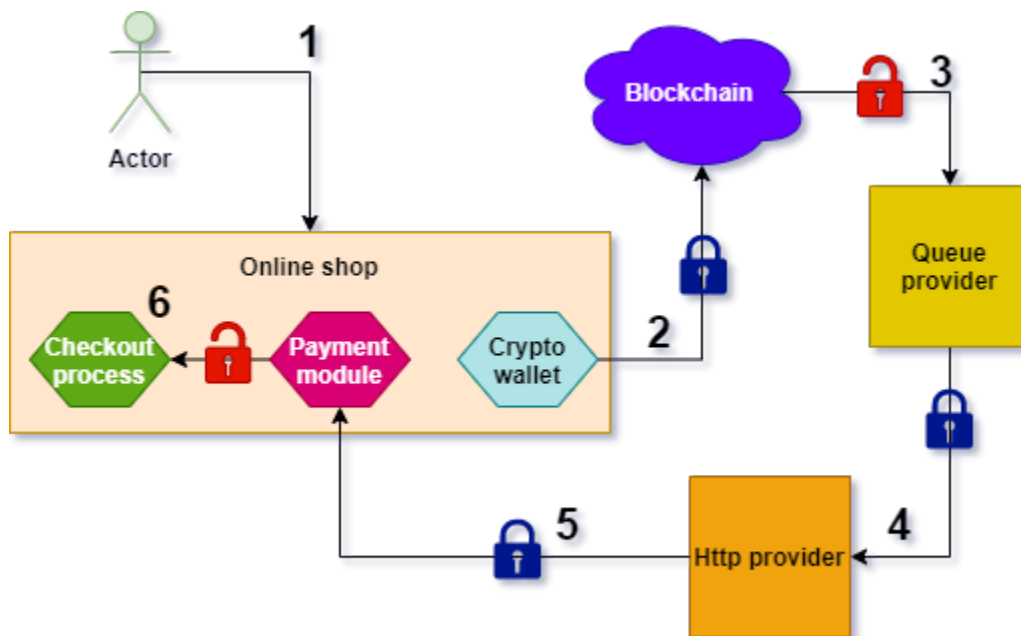 1
Actor
Blockchain
3
Queue
provider
Online shop
6
Checkout
process
Payment
module
Crypto
wallet
2
5
4
Http provider